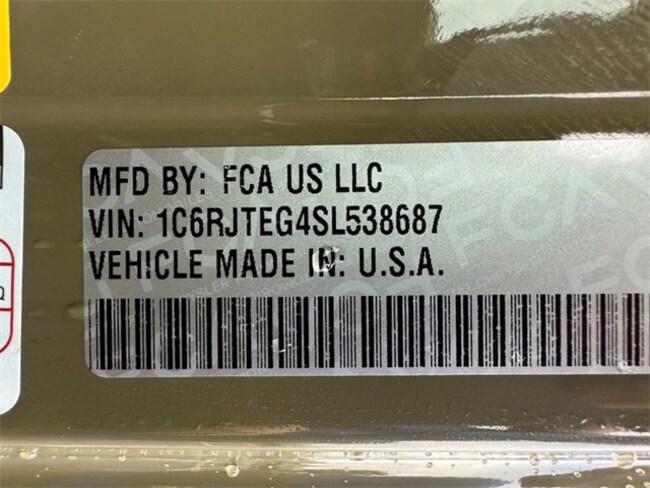 MFD BY: FCA US LLC
VIN: 1C6RJTEG4SL538687
VEHICLE MADE IN: U.S.A.